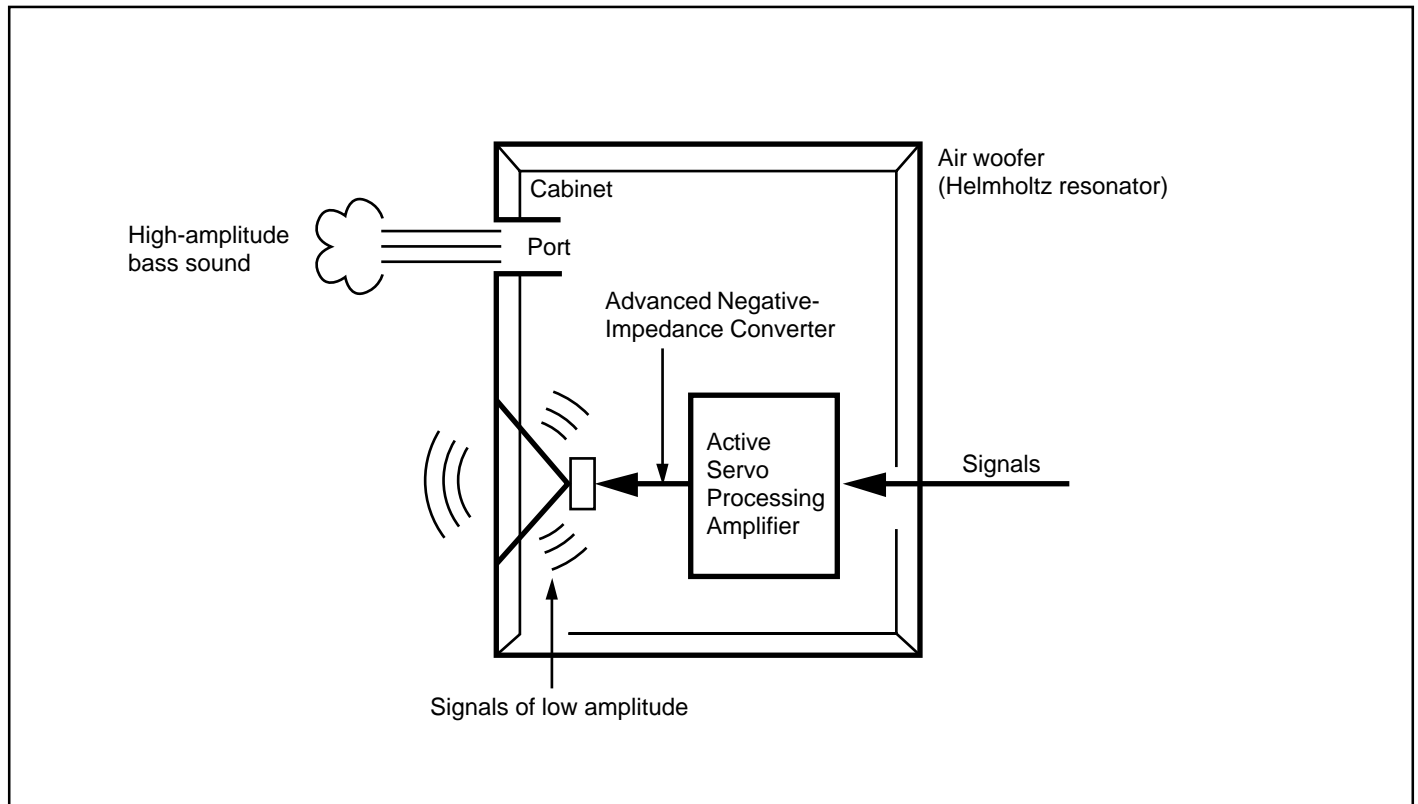 Air woofer
(Helmholtz resonator)
Cabinet
High-amplitude
bass sound
Port
Advanced Negative-
Impedance Converter
Active
Servo
Processing
Amplifier
Signals
Signals of low amplitude